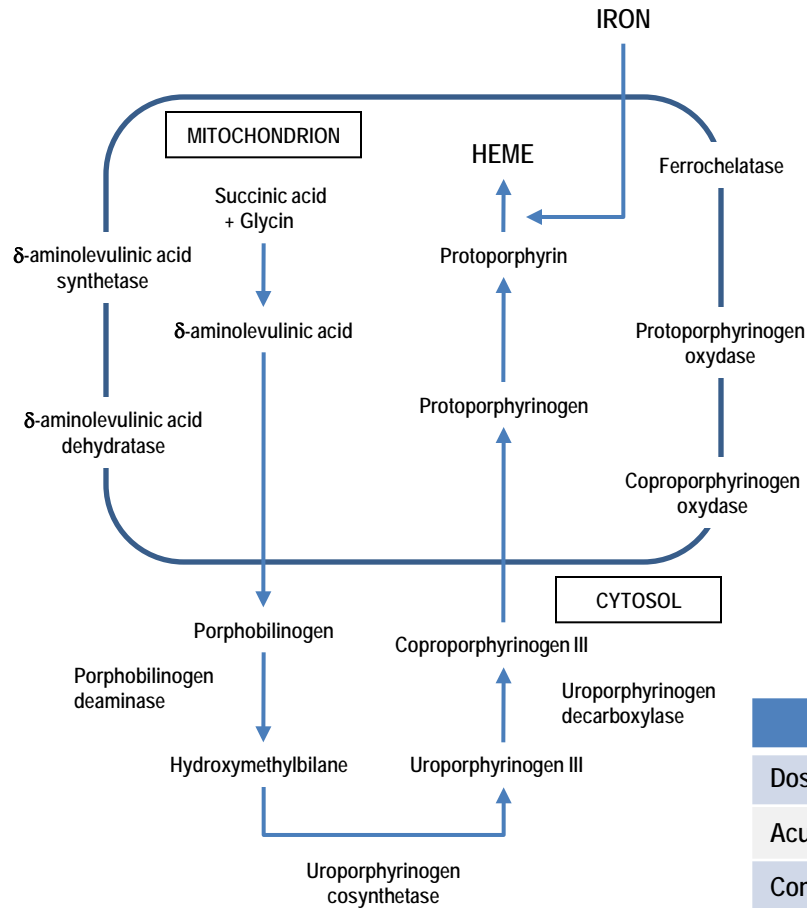 IRON
MITOCHONDRION
HEME
Ferrochelatase
Succinic acid
+ Glycin
δ-aminolevulinic acid
synthetase
Protoporphyrin
δ-aminolevulinic acid
Protoporphyrinogen
oxydase
δ-aminolevulinic acid
dehydratase
Protoporphyrinogen
Coproporphyrinogen
oxydase
CYTOSOL
Porphobilinogen
Coproporphyrinogen III
Porphobilinogen
deaminase
Uroporphyrinogen
decarboxylase
Hydroxymethylbilane
Uroporphyrinogen III
Uroporphyrinogen
cosynthetase